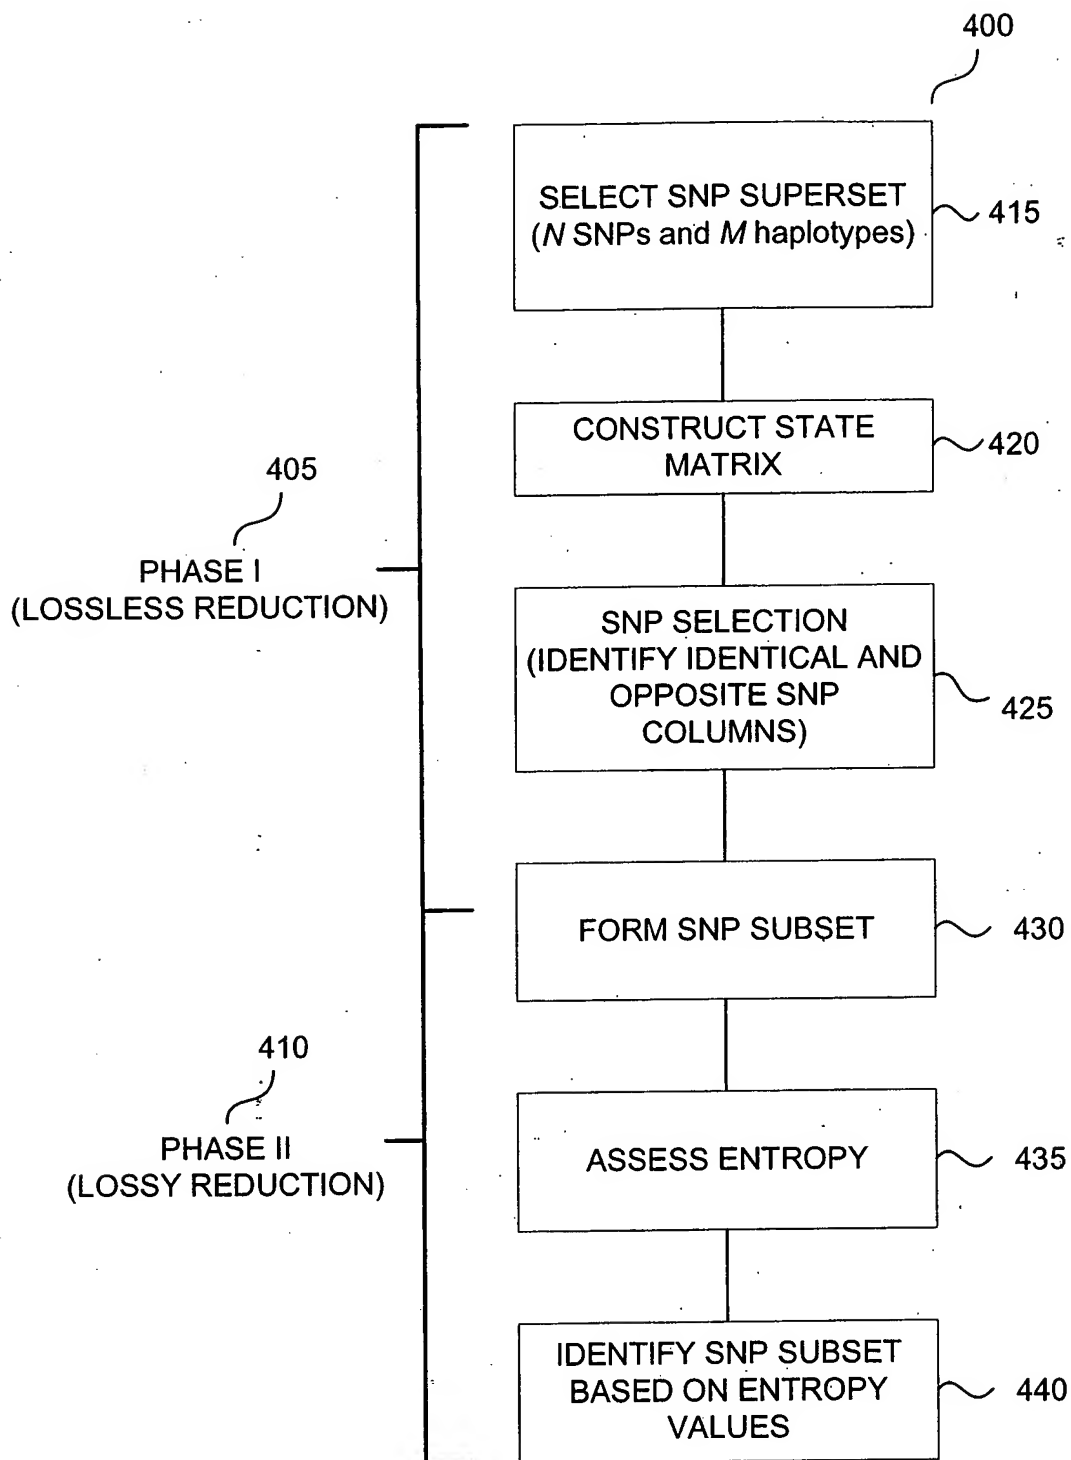 400
SELECT SNP SUPERSET
(N SNPs and M haplotypes)
415
CONSTRUCT STATE
MATRIX
420
405
PHASE I
(LOSSLESS REDUCTION)
SNP SELECTION
(IDENTIFY IDENTICAL AND
OPPOSITE SNP
COLUMNS)
425
FORM SNP SUBSET
430
410
PHASE II
(LOSSY REDUCTION)
ASSESS ENTROPY
435
IDENTIFY SNP SUBSET
BASED ON ENTROPY
VALUES
440